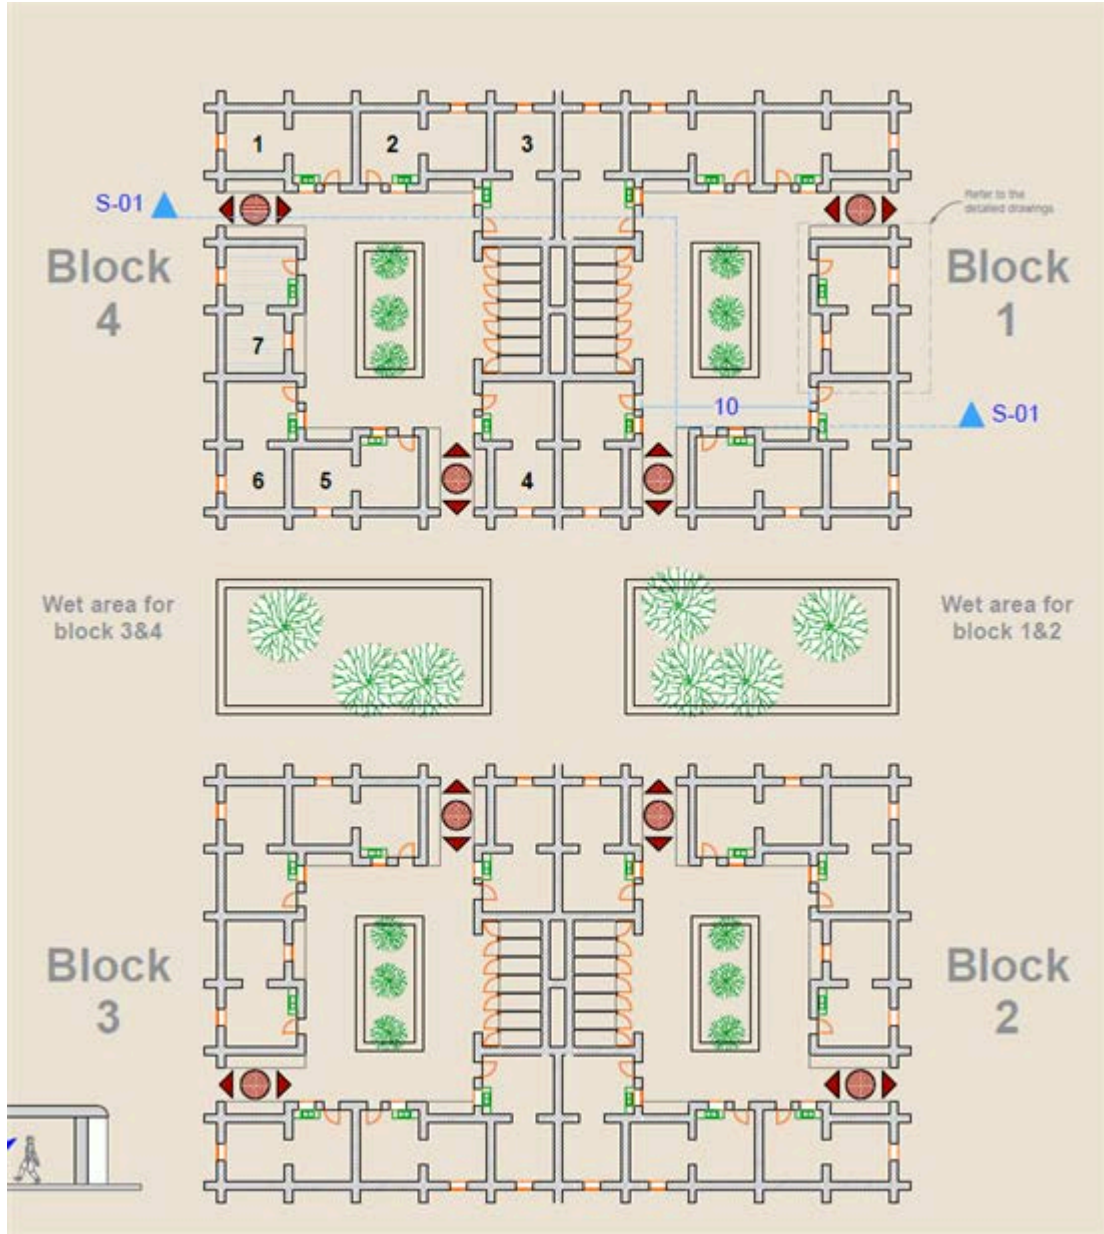 1
2
3
S-01
Refer to the
detailed drawings
Block
4
Block
1
7
10
S-01
6
5
4
Wet area for
block 3&4
Wet area for
block 1&2
Block
3
Block
2